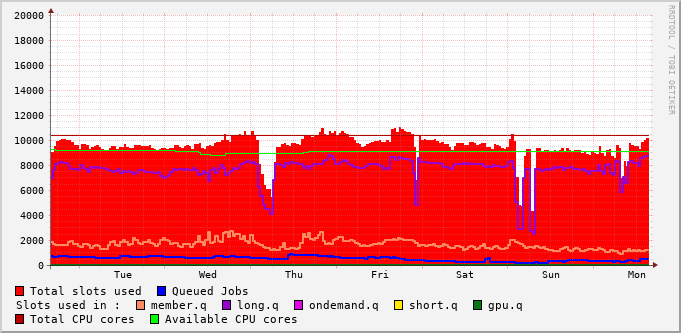 20000
18000
16000
14000
12000
10000
8000
6000
4000
2000
0
Tue Wed Thu Fri Sat Sun Mon
RRDTOOL / TOBI OETIKER
Total slots used Queued Jobs
Slots used in : member.q long.q ondemand.q short.q gpu.q
Total CPU cores Available CPU cores